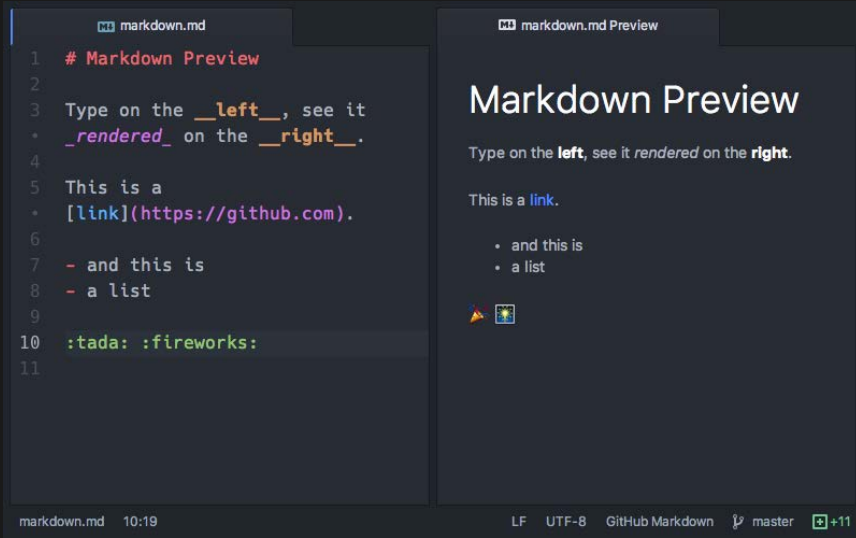 markdown.md
1 # Markdown Preview
2
3 Type on the __left__, see it
• _rendered_ on the __right__.
4
5 This is a
• [link](https://github.com).
6
7 - and this is
8 - a list
9
10 :tada: :fireworks:
11
markdown.md Preview
Markdown Preview
Type on the left, see it rendered on the right.
This is a link.
• and this is
• a list
🎉 🎆
markdown.md 10:19 LF UTF-8 GitHub Markdown master +11